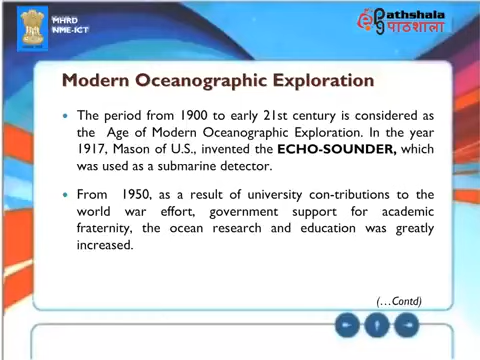 MHRD
NME-ICT
Pathshala
पाठशाला
Modern Oceanographic Exploration
• The period from 1900 to early 21st century is considered as
the Age of Modern Oceanographic Exploration. In the year
1917, Mason of U.S., invented the ECHO-SOUNDER, which
was used as a submarine detector.
• From 1950, as a result of university con-tributions to the
world war effort, government support for academic
fraternity, the ocean research and education was greatly
increased.
(…Contd)